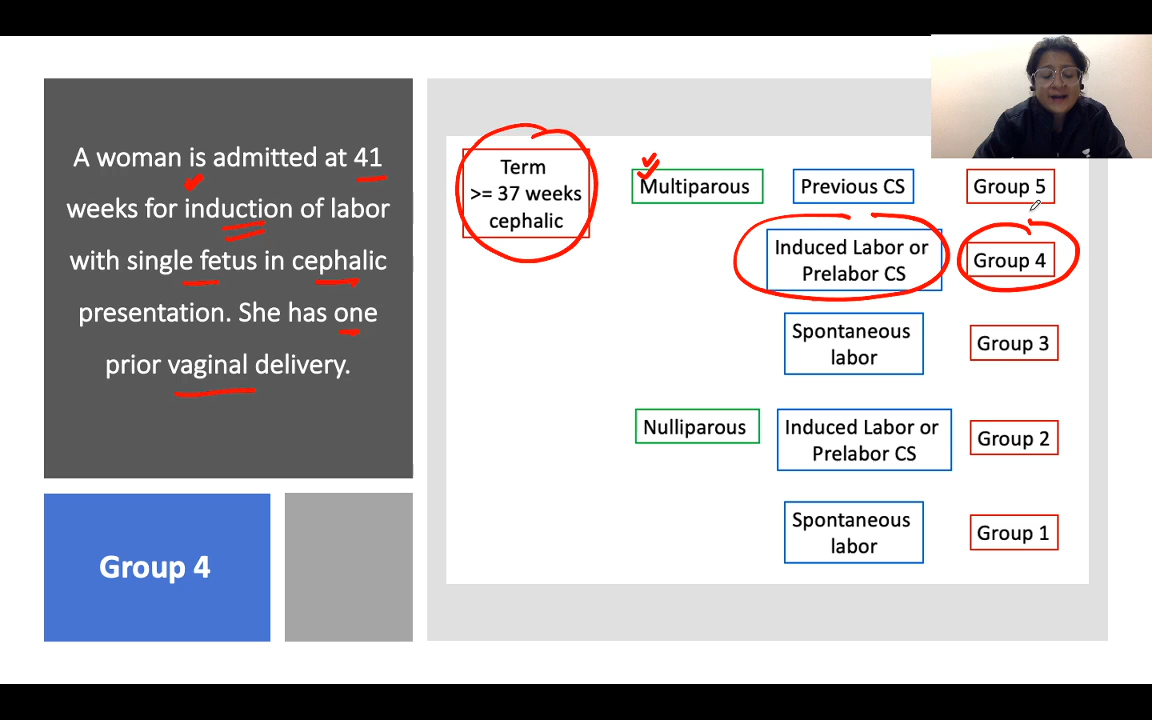 A woman is admitted at 41
weeks for induction of labor
with single fetus in cephalic
presentation. She has one
prior vaginal delivery.
Group 4
Term
>= 37 weeks
cephalic
Multiparous
Previous CS
Group 5
Induced Labor or
Prelabor CS
Group 4
Spontaneous
labor
Group 3
Nulliparous
Induced Labor or
Prelabor CS
Group 2
Spontaneous
labor
Group 1